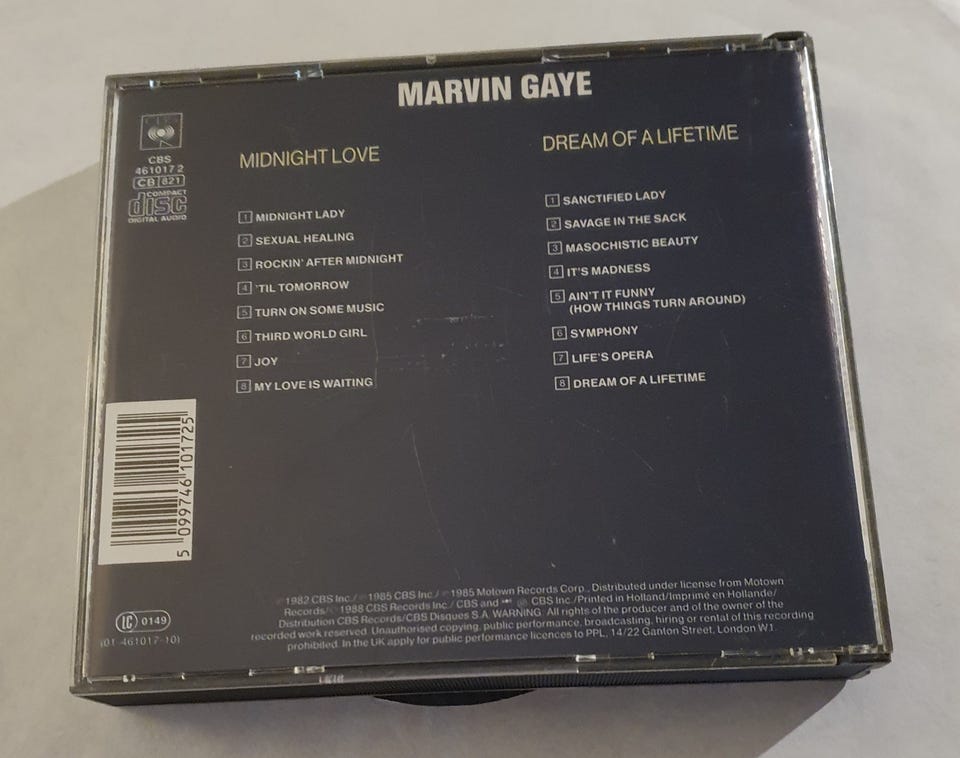 MARVIN GAYE
CBS
CBS
461017 2
CB 821
COMPACT
disc
DIGITAL AUDIO
MIDNIGHT LOVE
1 MIDNIGHT LADY
2 SEXUAL HEALING
3 ROCKIN' AFTER MIDNIGHT
4 'TIL TOMORROW
5 TURN ON SOME MUSIC
6 THIRD WORLD GIRL
7 JOY
8 MY LOVE IS WAITING
DREAM OF A LIFETIME
1 SANCTIFIED LADY
2 SAVAGE IN THE SACK
3 MASOCHISTIC BEAUTY
4 IT'S MADNESS
5 AIN'T IT FUNNY
(HOW THINGS TURN AROUND)
6 SYMPHONY
7 LIFE'S OPERA
8 DREAM OF A LIFETIME
5 099746 101725
LC 0149
(01-461017-10)
℗ 1982 CBS Inc./℗ 1985 CBS Inc./℗ 1985 Motown Records Corp., Distributed under license from Motown
Records/© 1988 CBS Records Inc./ CBS and ℗ CBS Inc./Printed in Holland/Imprimé en Hollande/
Distribution CBS Records/CBS Disques S.A. WARNING: All rights of the producer and of the owner of the
recorded work reserved. Unauthorised copying, public performance, broadcasting, hiring or rental of this recording
prohibited. In the UK apply for public performance licences to PPL, 14/22 Ganton Street, London W1.